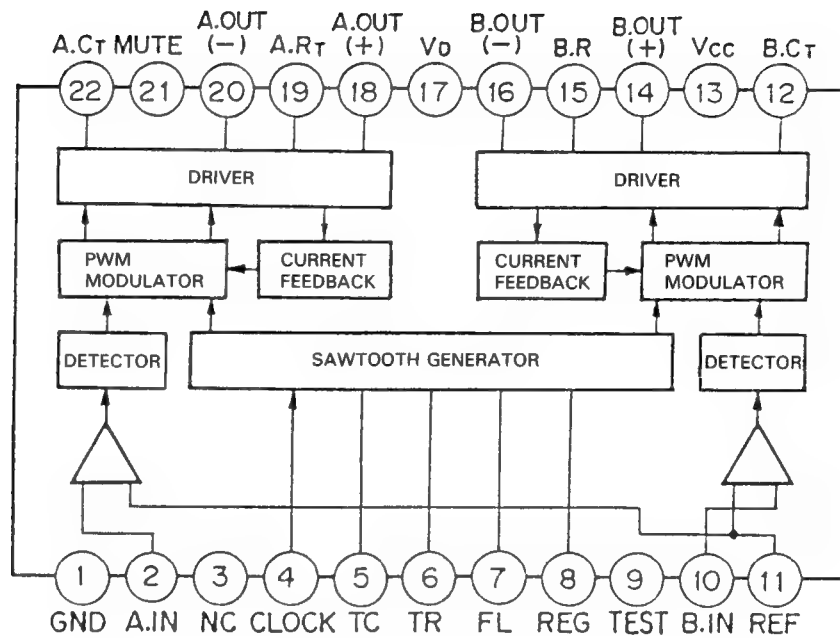 A.CT MUTE A.OUT (-) A.RT A.OUT (+) VD B.OUT (-) B.R B.OUT (+) VCC B.CT
22 21 20 19 18 17 16 15 14 13 12
DRIVER
DRIVER
PWM
MODULATOR
CURRENT
FEEDBACK
CURRENT
FEEDBACK
PWM
MODULATOR
DETECTOR
SAWTOOTH GENERATOR
DETECTOR
1 2 3 4 5 6 7 8 9 10 11
GND A.IN NC CLOCK TC TR FL REG TEST B.IN REF